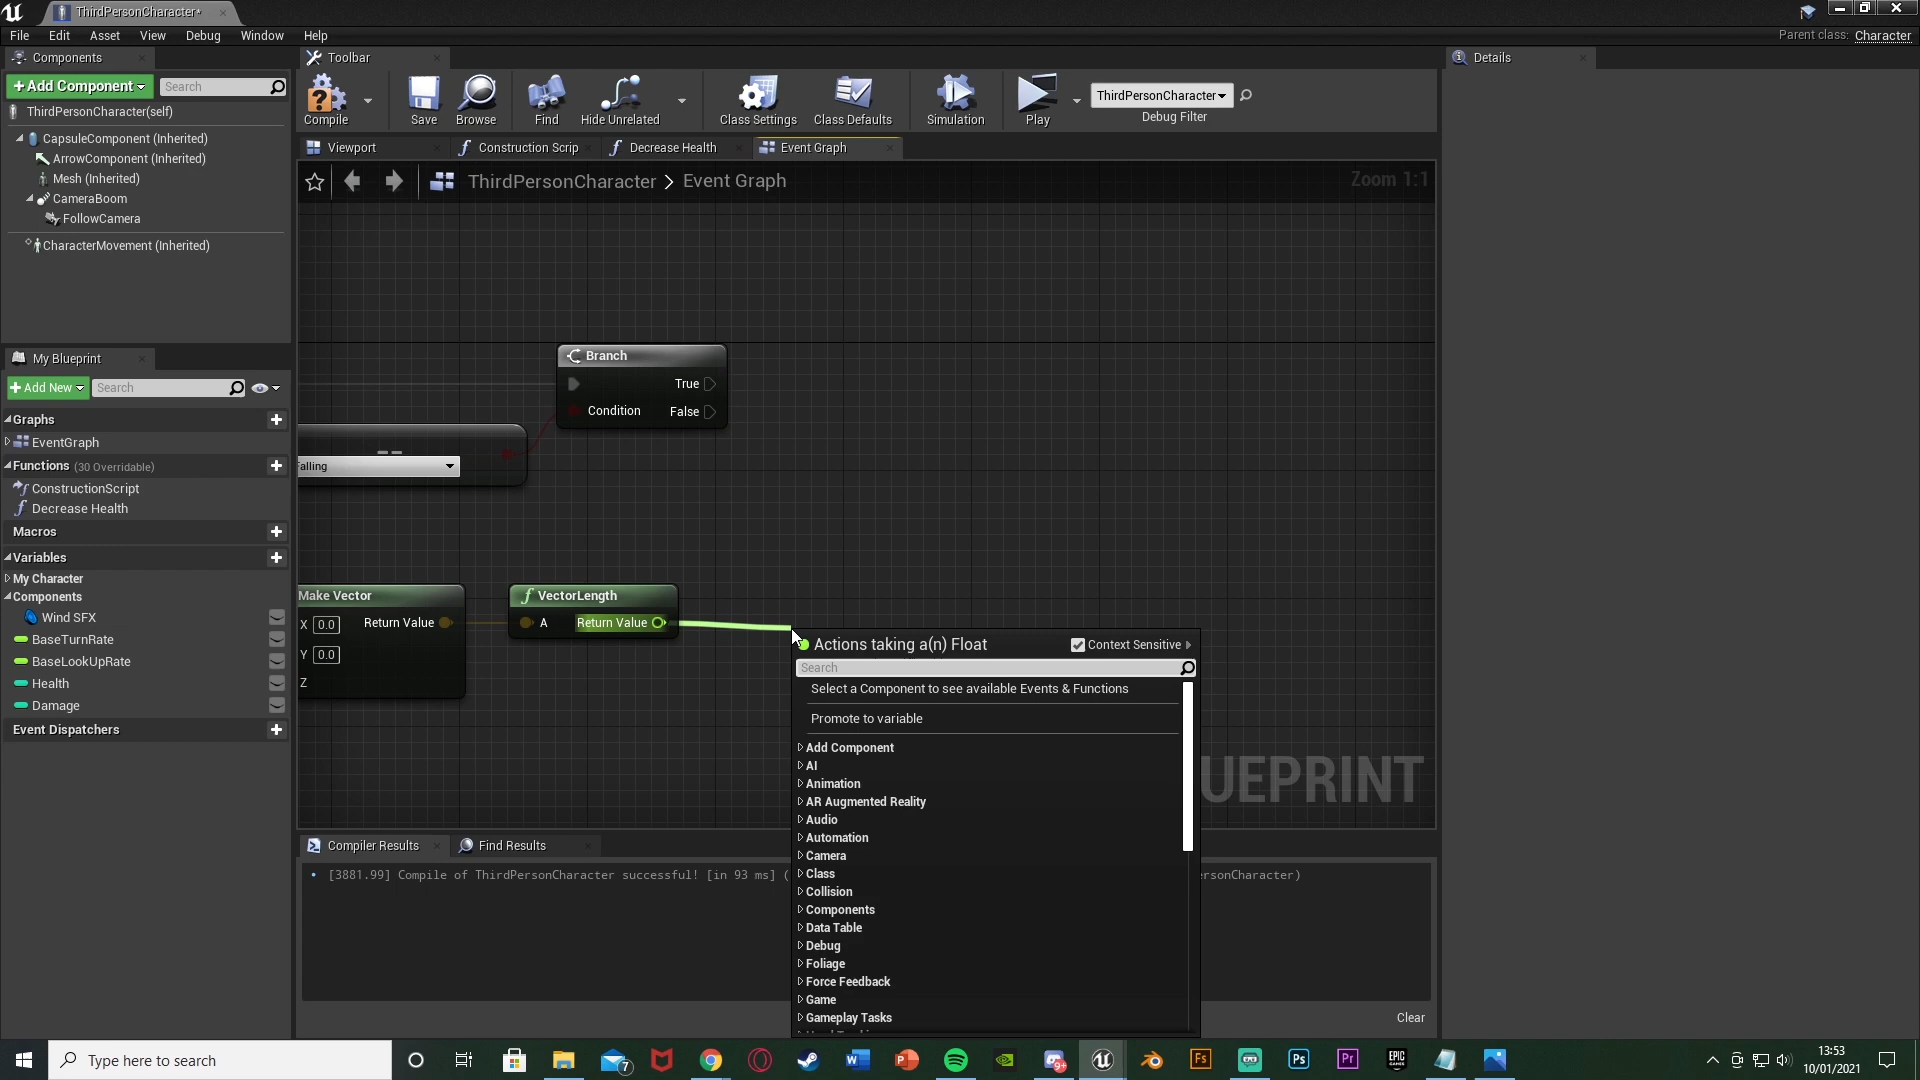 ThirdPersonCharacter*
File Edit Asset View Debug Window Help
Parent class: Character
Components
Toolbar
Details
+Add Component
Search
ThirdPersonCharacter(self)
CapsuleComponent (Inherited)
ArrowComponent (Inherited)
Mesh (Inherited)
CameraBoom
FollowCamera
CharacterMovement (Inherited)
Compile
Save
Browse
Find
Hide Unrelated
Class Settings
Class Defaults
Simulation
Play
ThirdPersonCharacter
Debug Filter
Viewport
Construction Scrip
Decrease Health
Event Graph
ThirdPersonCharacter > Event Graph
Zoom 1:1
My Blueprint
+Add New
Search
Graphs
EventGraph
Functions (30 Overridable)
ConstructionScript
Decrease Health
Macros
Variables
My Character
Components
Wind SFX
BaseTurnRate
BaseLookUpRate
Health
Damage
Event Dispatchers
Branch
True
Condition
False
==
Falling
Make Vector
X 0.0
Return Value
Y 0.0
Z
VectorLength
A
Return Value
UEPRINT
Actions taking a(n) Float
Context Sensitive
Search
Select a Component to see available Events & Functions
Promote to variable
Add Component
AI
Animation
AR Augmented Reality
Audio
Automation
Camera
Class
Collision
Components
Data Table
Debug
Foliage
Force Feedback
Game
Gameplay Tasks
Compiler Results
Find Results
[3881.99] Compile of ThirdPersonCharacter successful! [in 93 ms] (
rsonCharacter)
Clear
Type here to search
7
W
P
Fs
9+
Ps
Pr
EPIC
GAMES
13:53
10/01/2021